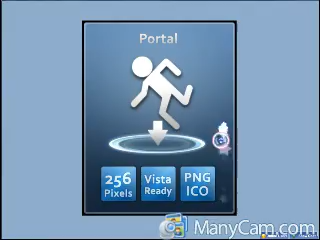 Portal
256
Pixels
Vista
Ready
PNG
ICO
ManyCam.com